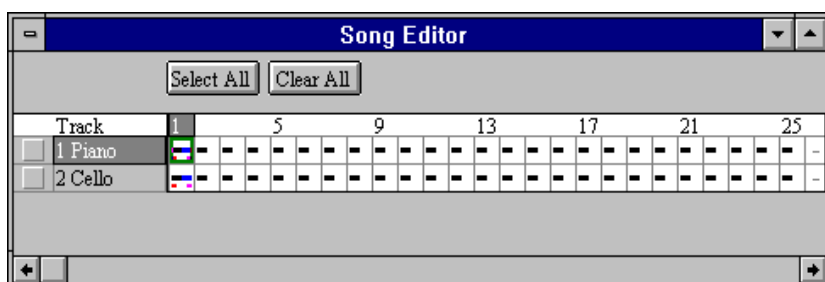 Song Editor
Select All Clear All
Track 1 5 9 13 17 21 25
1 Piano
2 Cello